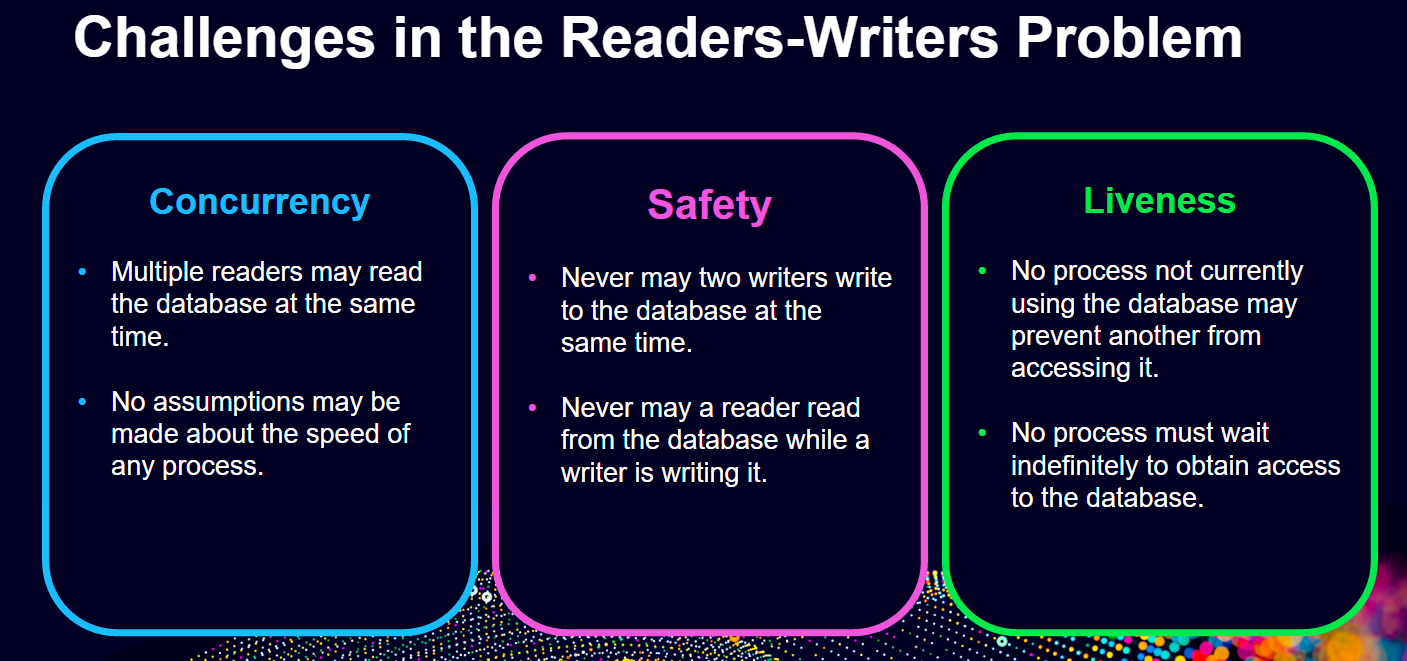 Challenges in the Readers-Writers Problem
Concurrency
• Multiple readers may read
the database at the same
time.
• No assumptions may be
made about the speed of
any process.
Safety
• Never may two writers write
to the database at the
same time.
• Never may a reader read
from the database while a
writer is writing it.
Liveness
• No process not currently
using the database may
prevent another from
accessing it.
• No process must wait
indefinitely to obtain access
to the database.